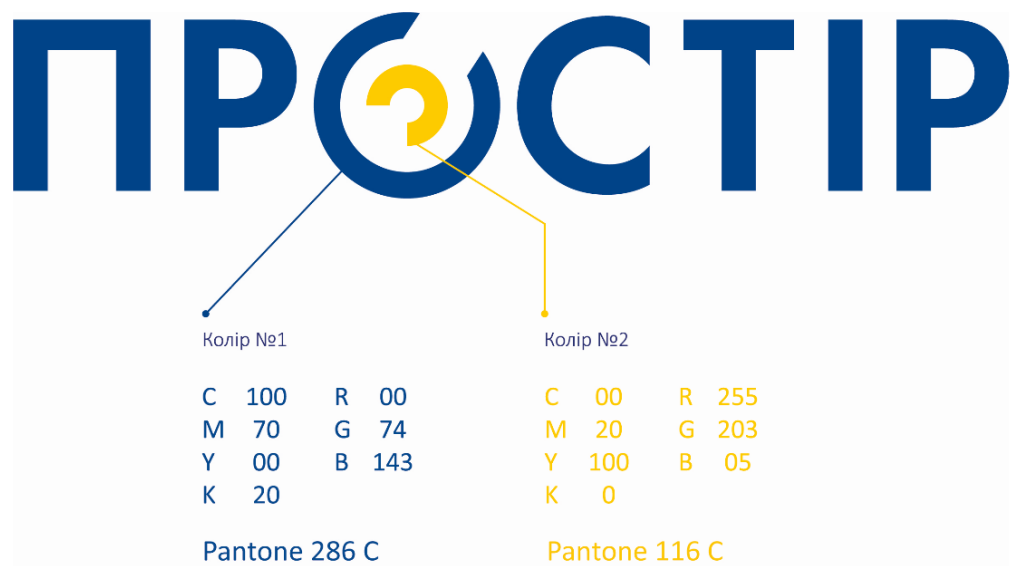 ПРОСТІР
Колір №1 Колір №2
C 100 R 00 C 00 R 255
M 70 G 74 M 20 G 203
Y 00 B 143 Y 100 B 05
K 20 K 0
Pantone 286 C Pantone 116 C